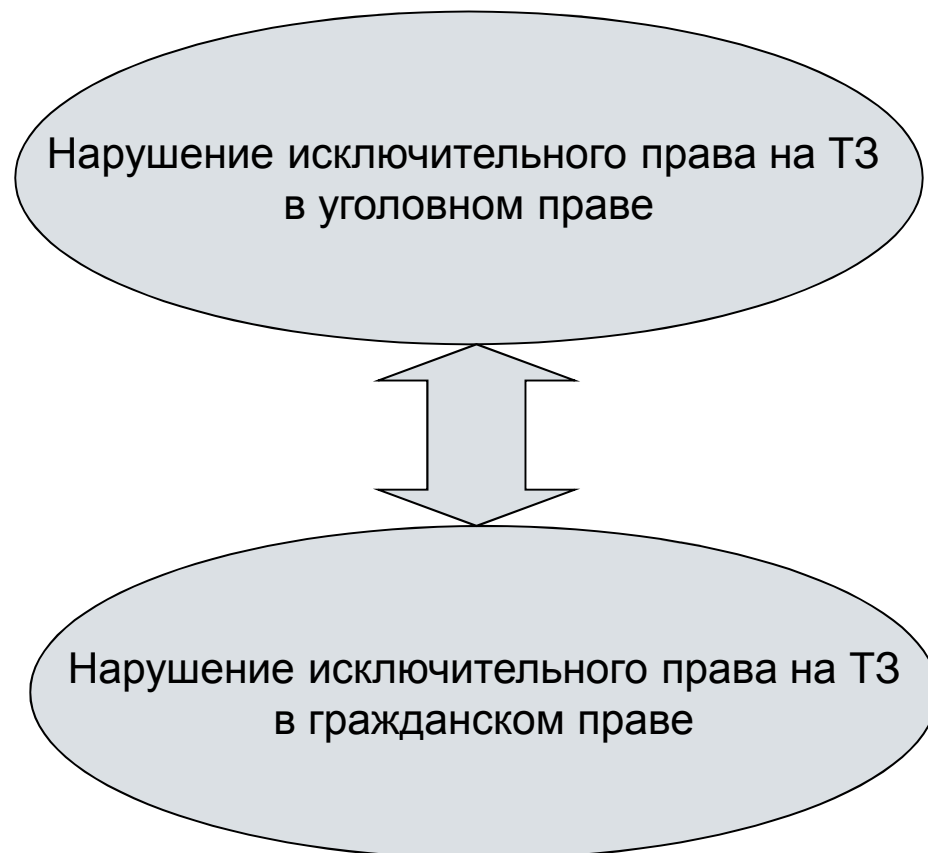 Нарушение исключительного права на ТЗ
в уголовном праве
Нарушение исключительного права на ТЗ
в гражданском праве